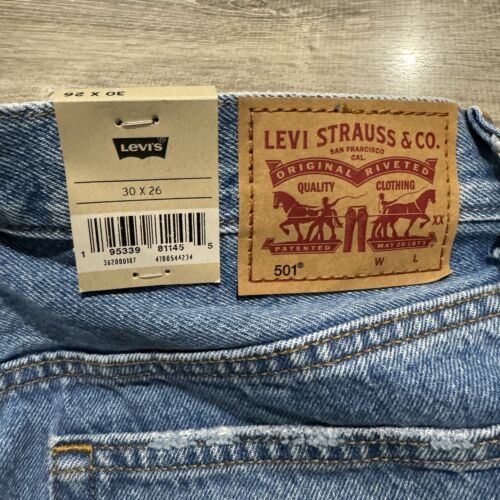 30 X 26
Levi's
30 X 26
1 95339 81145 5
362000187 4100544234
LEVI STRAUSS & CO.
SAN FRANCISCO
CAL.
ORIGINAL RIVETED
QUALITY CLOTHING
XX
PATENTED MAY 20 1873
501® W L